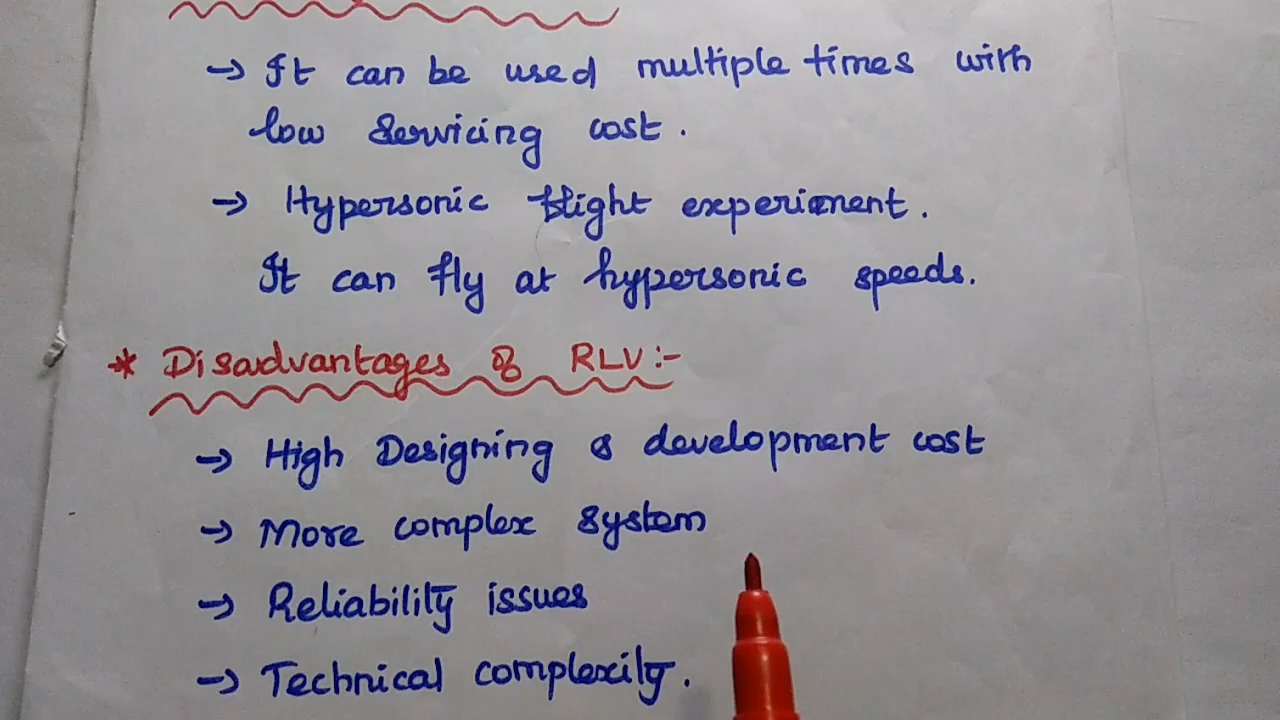 → It can be used multiple times with
low Servicing cost.
→ Hypersonic flight experiment.
It can fly at hypersonic speeds.
* Disadvantages of RLV:-
→ High Designing & development cost
→ More complex system
→ Reliability issues
→ Technical complexity.